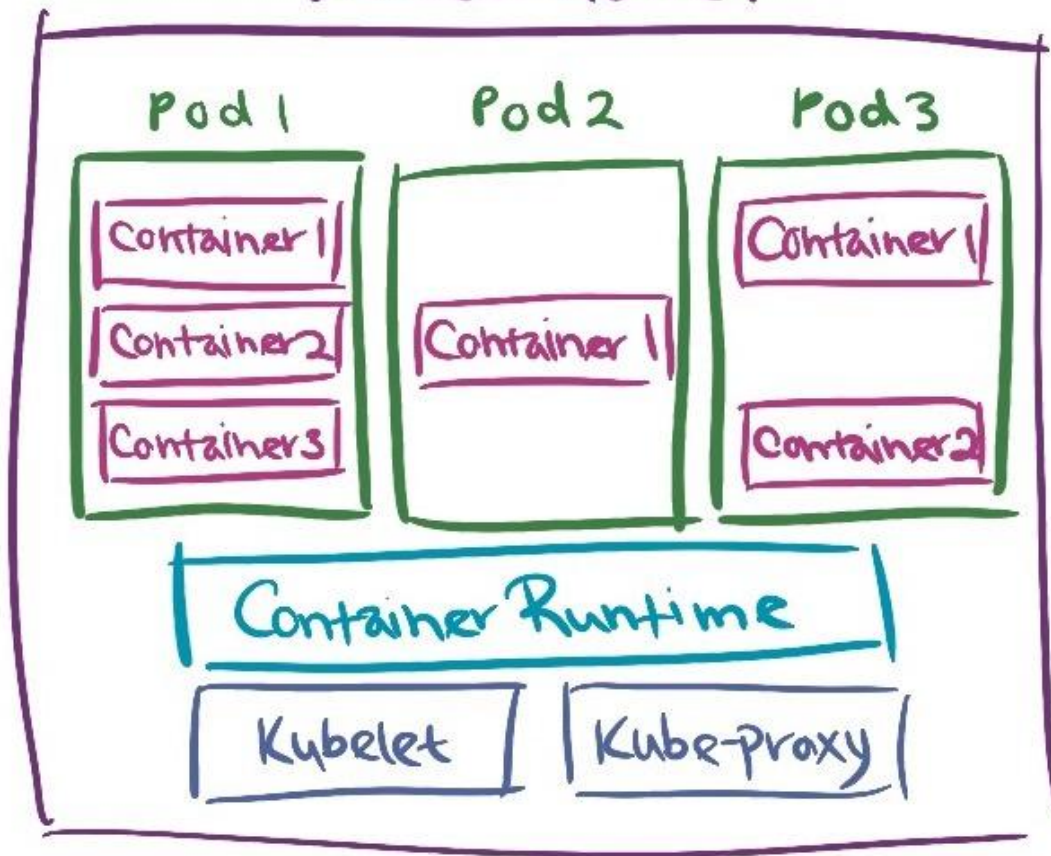 Pod 1
Pod 2
Pod 3
Container 1
Container 2
Container 3
Container 1
Container 1
Container 2
Container Runtime
Kubelet
Kube-proxy